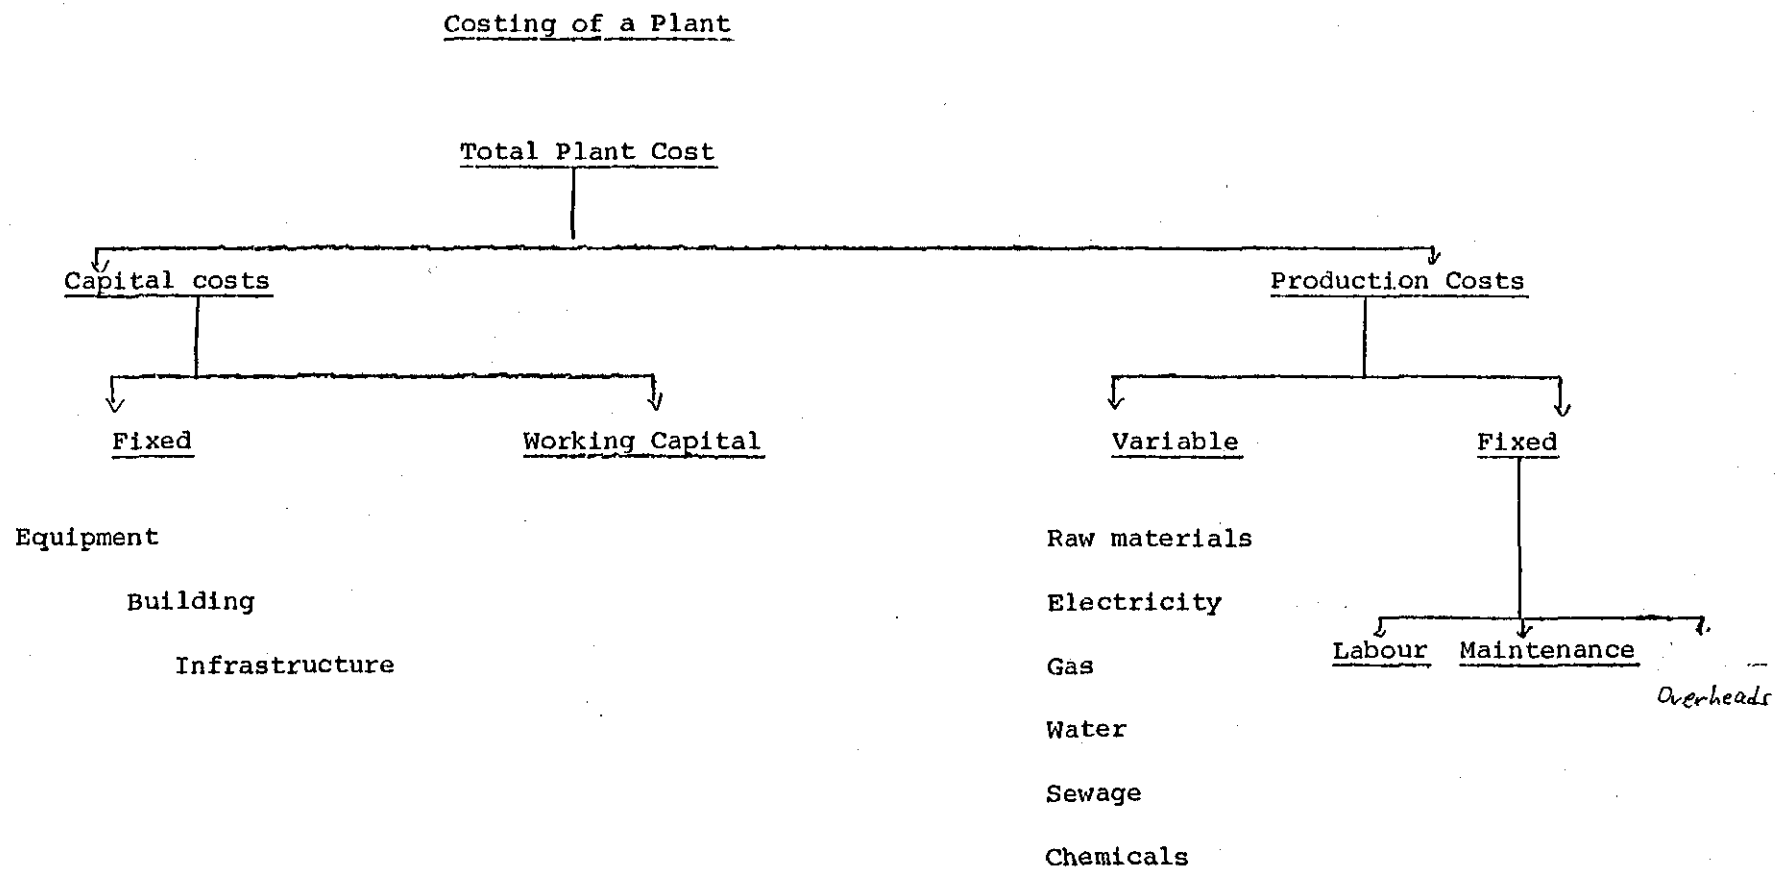 Costing of a Plant
Total Plant Cost
Capital costs
Production Costs
Fixed
Working Capital
Variable
Fixed
Equipment
Building
Infrastructure
Raw materials
Electricity
Gas
Water
Sewage
Chemicals
Labour
Maintenance
Overheads